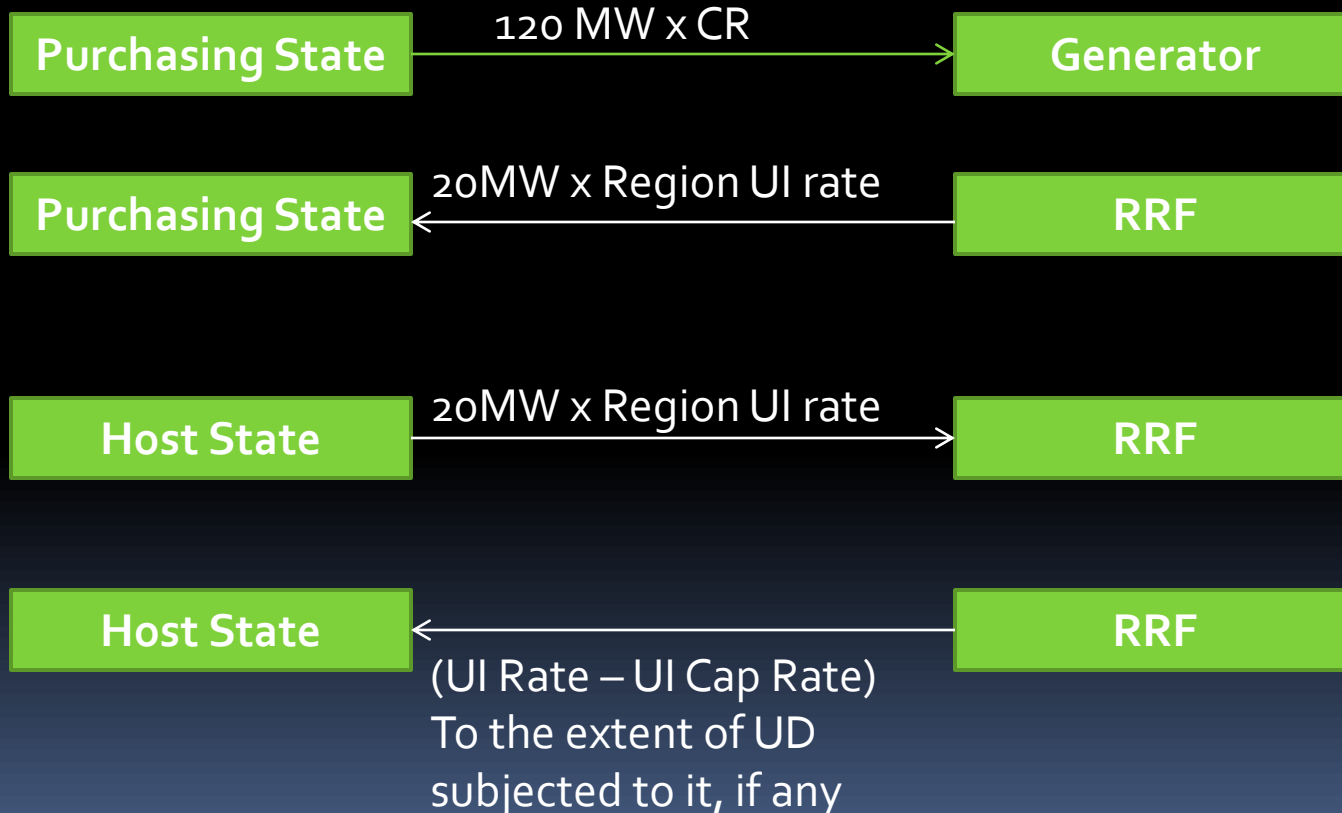 120 MW x CR
Purchasing State
Generator
20MW x Region UI rate
Purchasing State
RRF
20MW x Region UI rate
Host State
RRF
Host State
RRF
(UI Rate – UI Cap Rate)
To the extent of UD
subjected to it, if any